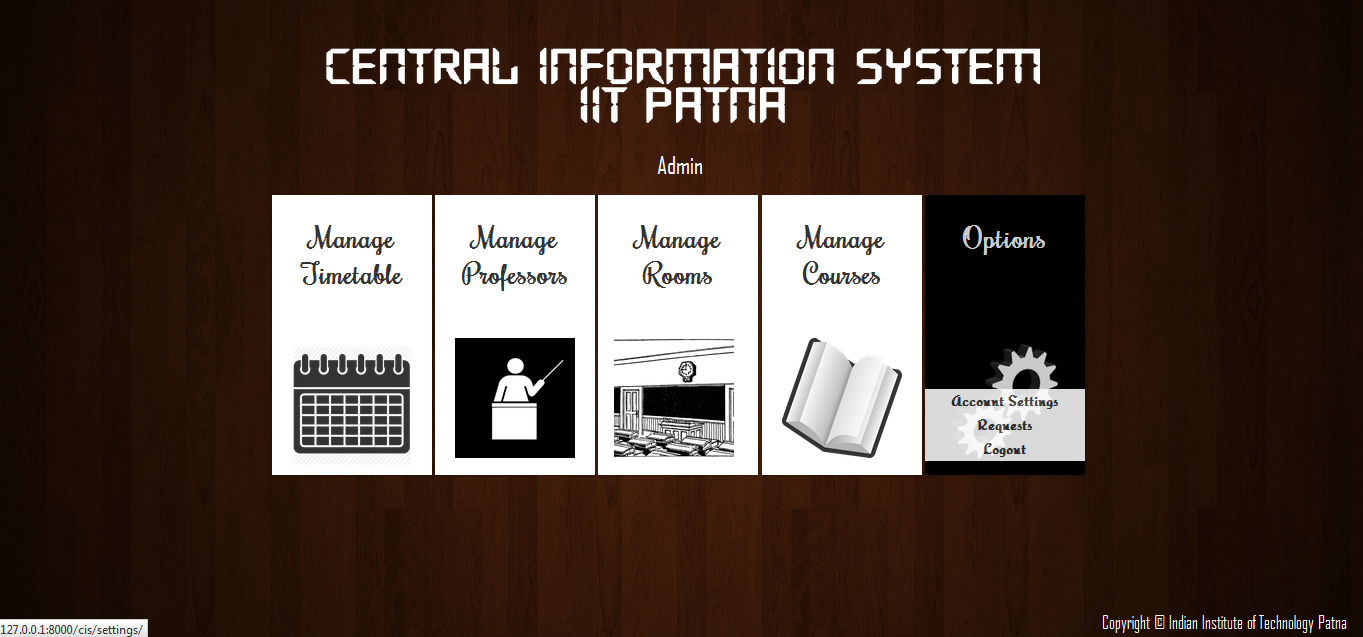 CENTRAL INFORMATION SYSTEM
IIT PATNA
Admin
Manage
Timetable
Manage
Professors
Manage
Rooms
Manage
Courses
Options
Account Settings
Requests
Logout
Copyright © Indian Institute of Technology Patna
127.0.0.1:8000/cis/settings/